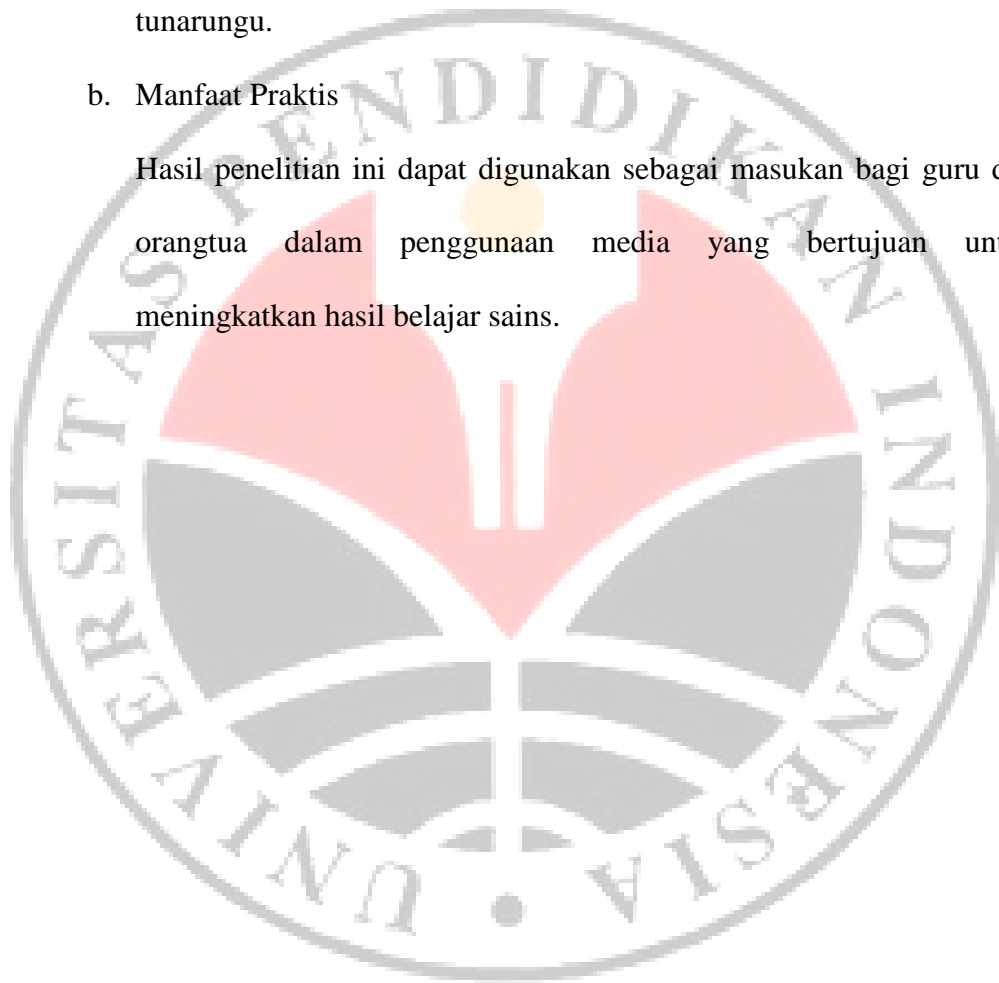 tunarungu.
b. Manfaat Praktis
Hasil penelitian ini dapat digunakan sebagai masukan bagi guru
orangtua dalam penggunaan media yang bertujuan
meningkatkan hasil belajar sains.
UNIVERSITAS PENDIDIKAN INDONESIA